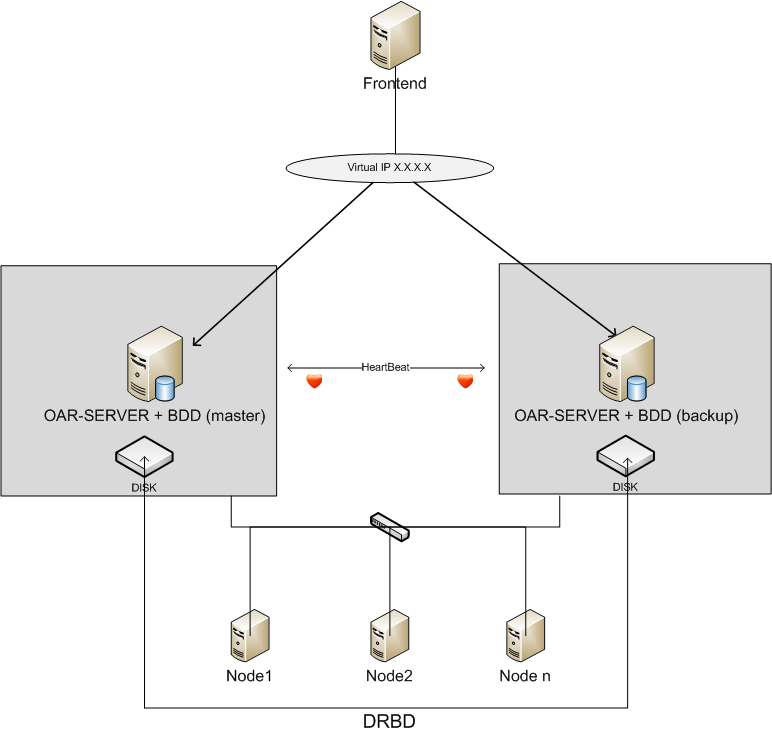 Frontend
Virtual IP X.X.X.X
HeartBeat
OAR-SERVER + BDD (master)
OAR-SERVER + BDD (backup)
DISK
DISK
Node1
Node2
Node n
DRBD